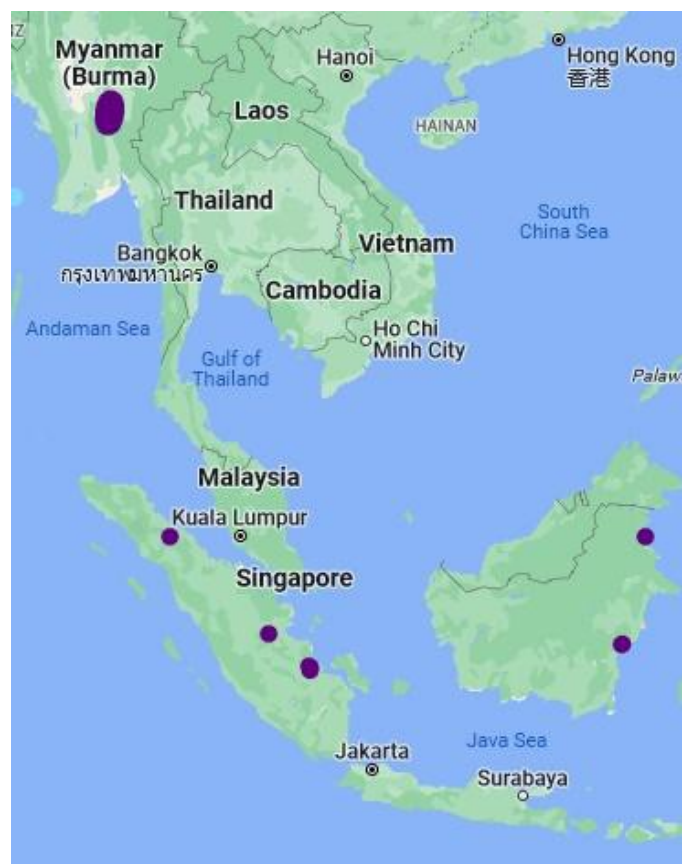 IZ
Myanmar
(Burma)
Hanoi
Hong Kong
香港
Laos
HAINAN
Thailand
South
China Sea
Bangkok
กรุงเทพมหานคร
Vietnam
Cambodia
Andaman Sea
Gulf of
Thailand
Ho Chi
Minh City
Palaw
Malaysia
Kuala Lumpur
Singapore
Java Sea
Jakarta
Surabaya